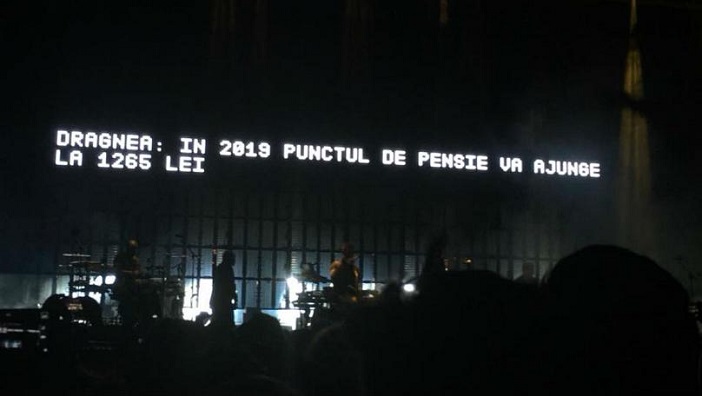 DRAGNEA: IN 2019 PUNCTUL DE PENSIE VA AJUNGE
LA 1265 LEI